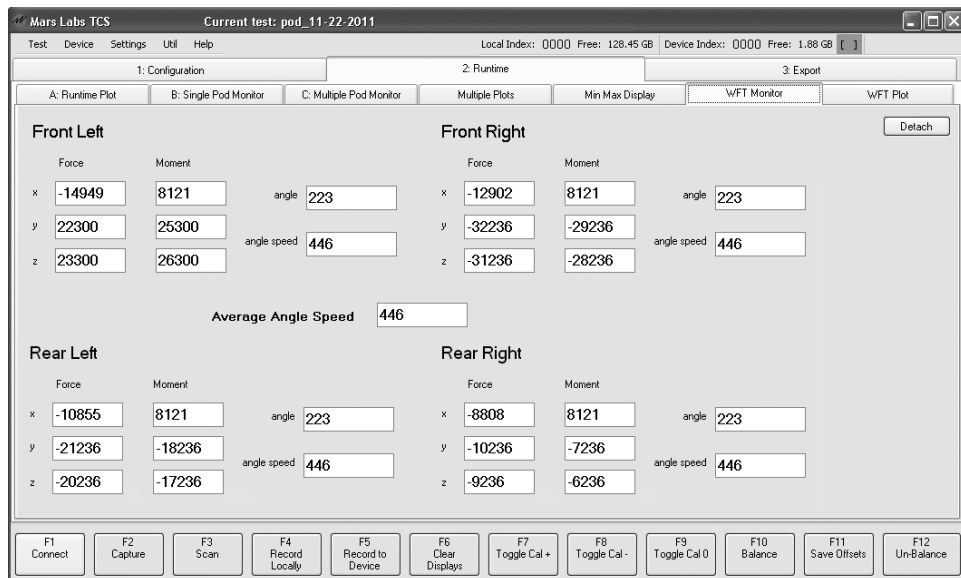 Mars Labs TCS Current test: pod_11-22-2011
Test Device Settings Util Help Local Index: 0000 Free: 128.45 GB Device Index: 0000 Free: 1.88 GB [ ]
1: Configuration 2: Runtime 3: Export
A: Runtime Plot B: Single Pod Monitor C: Multiple Pod Monitor Multiple Plots Min Max Display WFT Monitor WFT Plot
Detach
Front Left
Force Moment
x -14949 8121 angle 223
y 22300 25300 angle speed 446
z 23300 26300
Front Right
Force Moment
x -12902 8121 angle 223
y -32236 -29236 angle speed 446
z -31236 -28236
Average Angle Speed 446
Rear Left
Force Moment
x -10855 8121 angle 223
y -21236 -18236 angle speed 446
z -20236 -17236
Rear Right
Force Moment
x -8808 8121 angle 223
y -10236 -7236 angle speed 446
z -9236 -6236
F1 Connect
F2 Capture
F3 Scan
F4 Record Locally
F5 Record to Device
F6 Clear Displays
F7 Toggle Cal +
F8 Toggle Cal -
F9 Toggle Cal 0
F10 Balance
F11 Save Offsets
F12 Un-Balance